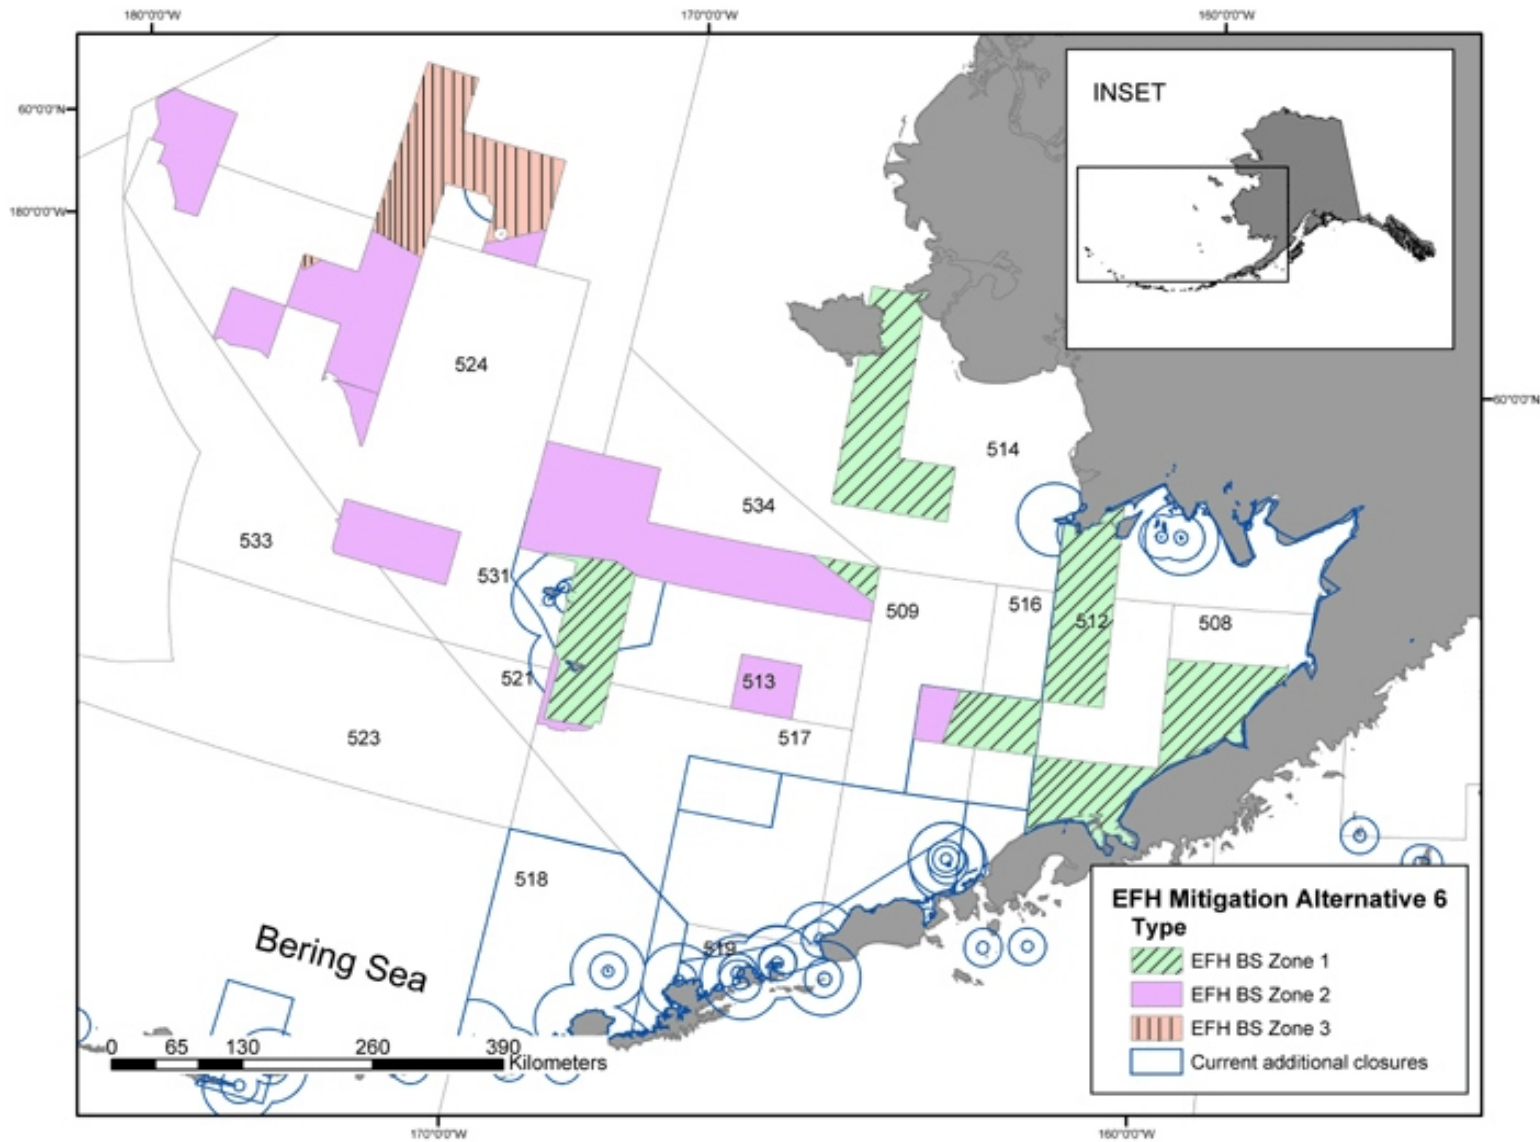 180°0'0"W
170°0'0"W
160°0'0"W
60°0'0"N
180°0'0"W
60°0'0"N
INSET
524
514
534
533
531
509
516
512
508
521
513
517
523
518
519
Bering Sea
0 65 130 260 390
Kilometers
EFH Mitigation Alternative 6
Type
EFH BS Zone 1
EFH BS Zone 2
EFH BS Zone 3
Current additional closures
170°0'0"W
160°0'0"W